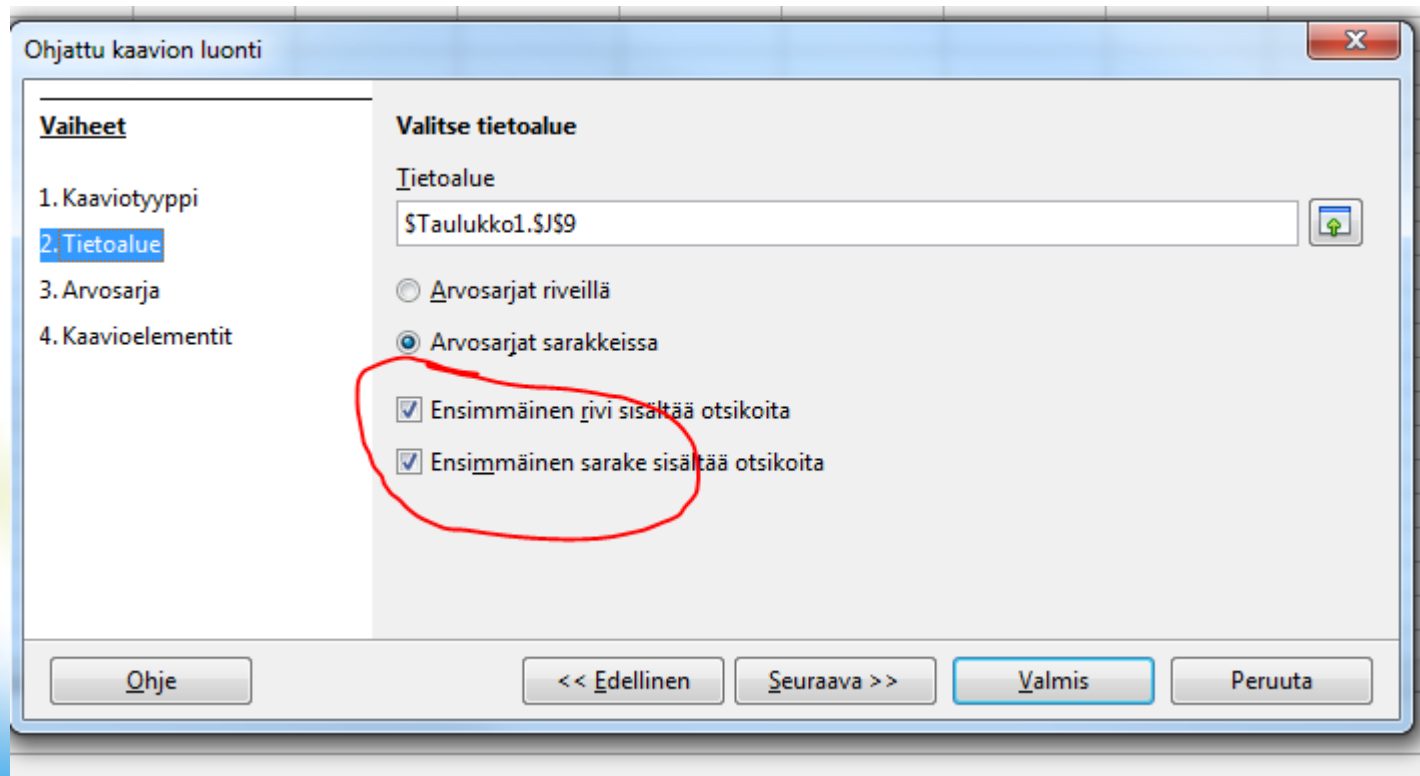 Ohjattu kaavion luonti
Vaiheet
1. Kaaviotyyppi
2. Tietoalue
3. Arvosarja
4. Kaavioelementit
Valitse tietoalue
Tietoalue
$Taulukko1.$J$9
Arvosarjat riveillä
Arvosarjat sarakkeissa
Ensimmäinen rivi sisältää otsikoita
Ensimmäinen sarake sisältää otsikoita
Ohje
<< Edellinen
Seuraava >>
Valmis
Peruuta